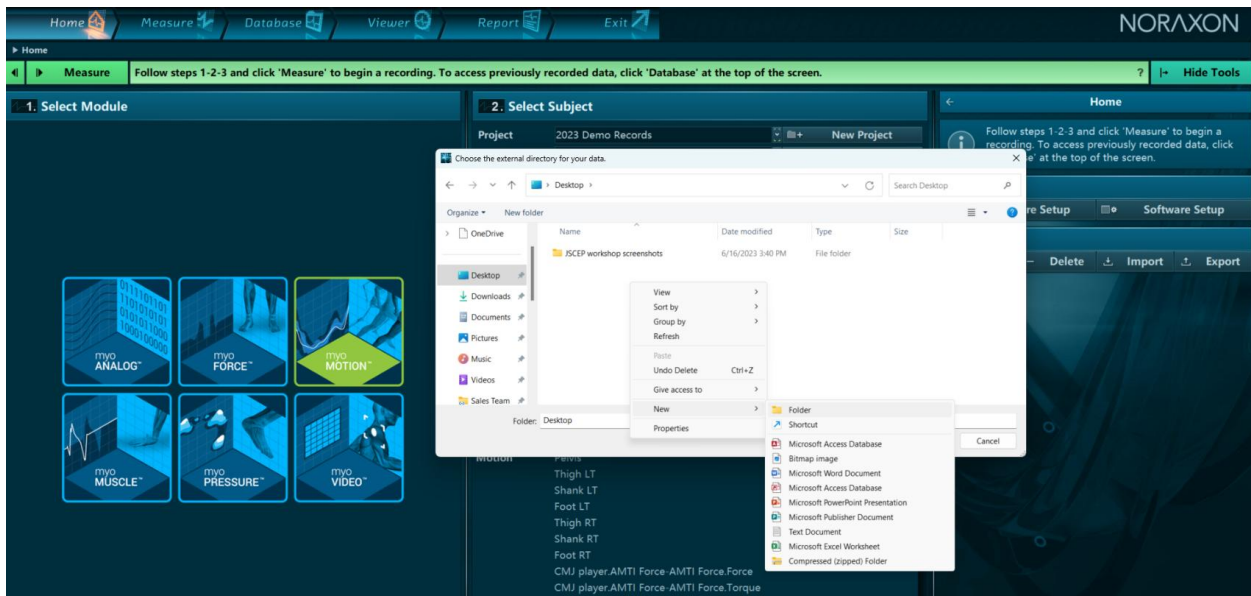 Home Measure Database Viewer Report Exit NORAXON
Home
Measure Follow steps 1-2-3 and click 'Measure' to begin a recording. To access previously recorded data, click 'Database' at the top of the screen. ? Hide Tools
1. Select Module
2. Select Subject
Home
Project 2023 Demo Records New Project
Follow steps 1-2-3 and click 'Measure' to begin a
recording. To access previously recorded data, click
e' at the top of the screen.
re Setup Software Setup
Delete Import Export
Choose the external directory for your data.
Desktop
Search Desktop
Organize New folder
Name Date modified Type Size
OneDrive
JSCEP workshop screenshots 6/16/2023 3:40 PM File folder
Desktop
Downloads
Documents
Pictures
Music
Videos
Sales Team
Folder: Desktop
Cancel
View
Sort by
Group by
Refresh
Paste
Undo Delete Ctrl+Z
Give access to
New
Properties
Folder
Shortcut
Microsoft Access Database
Bitmap image
Microsoft Word Document
Microsoft Access Database
Microsoft PowerPoint Presentation
Microsoft Publisher Document
Text Document
Microsoft Excel Worksheet
Compressed (zipped) Folder
myo
ANALOG™
myo
FORCE™
myo
MOTION™
myo
MUSCLE™
myo
PRESSURE™
myo
VIDEO™
Motion Pelvis
Thigh LT
Shank LT
Foot LT
Thigh RT
Shank RT
Foot RT
CMJ player.AMTI Force-AMTI Force.Force
CMJ player.AMTI Force-AMTI Force.Torque